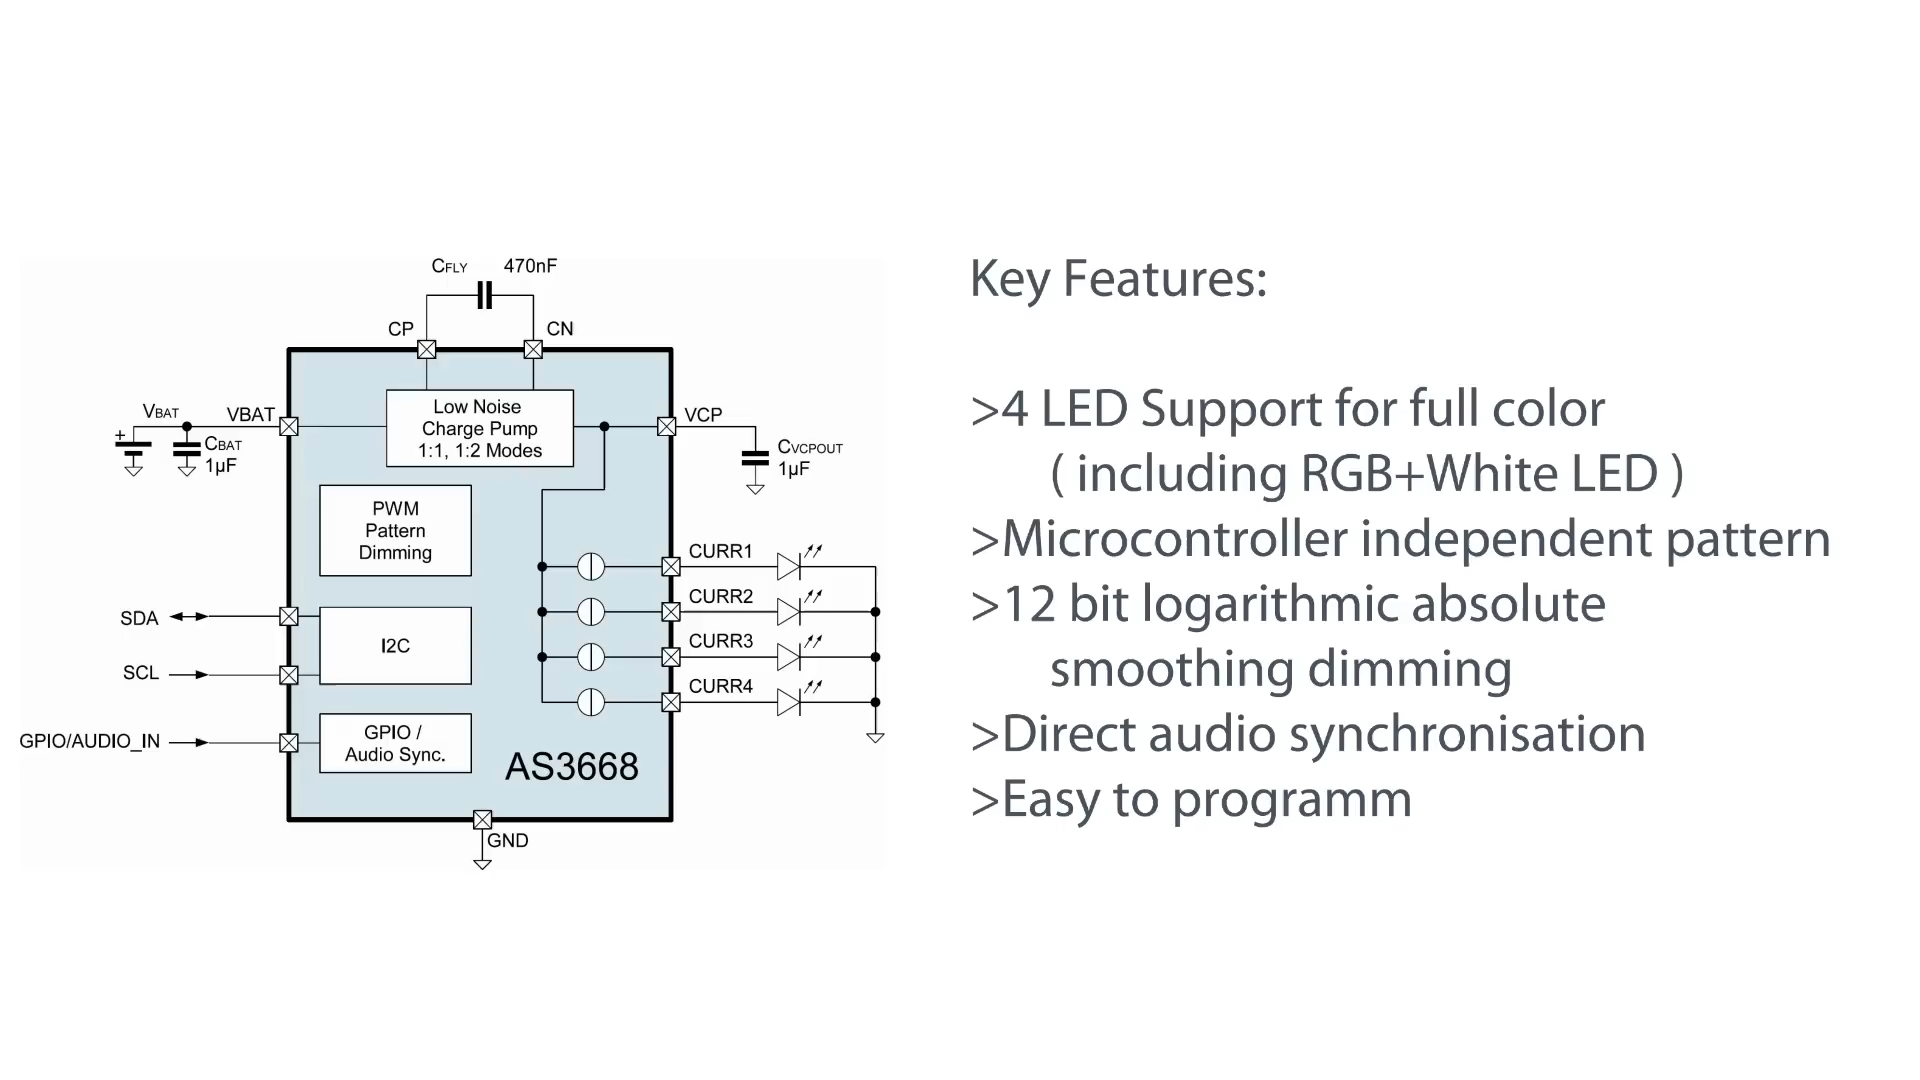 CFLY 470nF
CP
CN
VBAT
VBAT
+
CBAT
1µF
Low Noise
Charge Pump
1:1, 1:2 Modes
VCP
CVCPOUT
1µF
PWM
Pattern
Dimming
CURR1
CURR2
CURR3
CURR4
SDA
I2C
SCL
GPIO/AUDIO_IN
GPIO /
Audio Sync.
AS3668
GND
Key Features:
>4 LED Support for full color
( including RGB+White LED )
>Microcontroller independent pattern
>12 bit logarithmic absolute
smoothing dimming
>Direct audio synchronisation
>Easy to programm